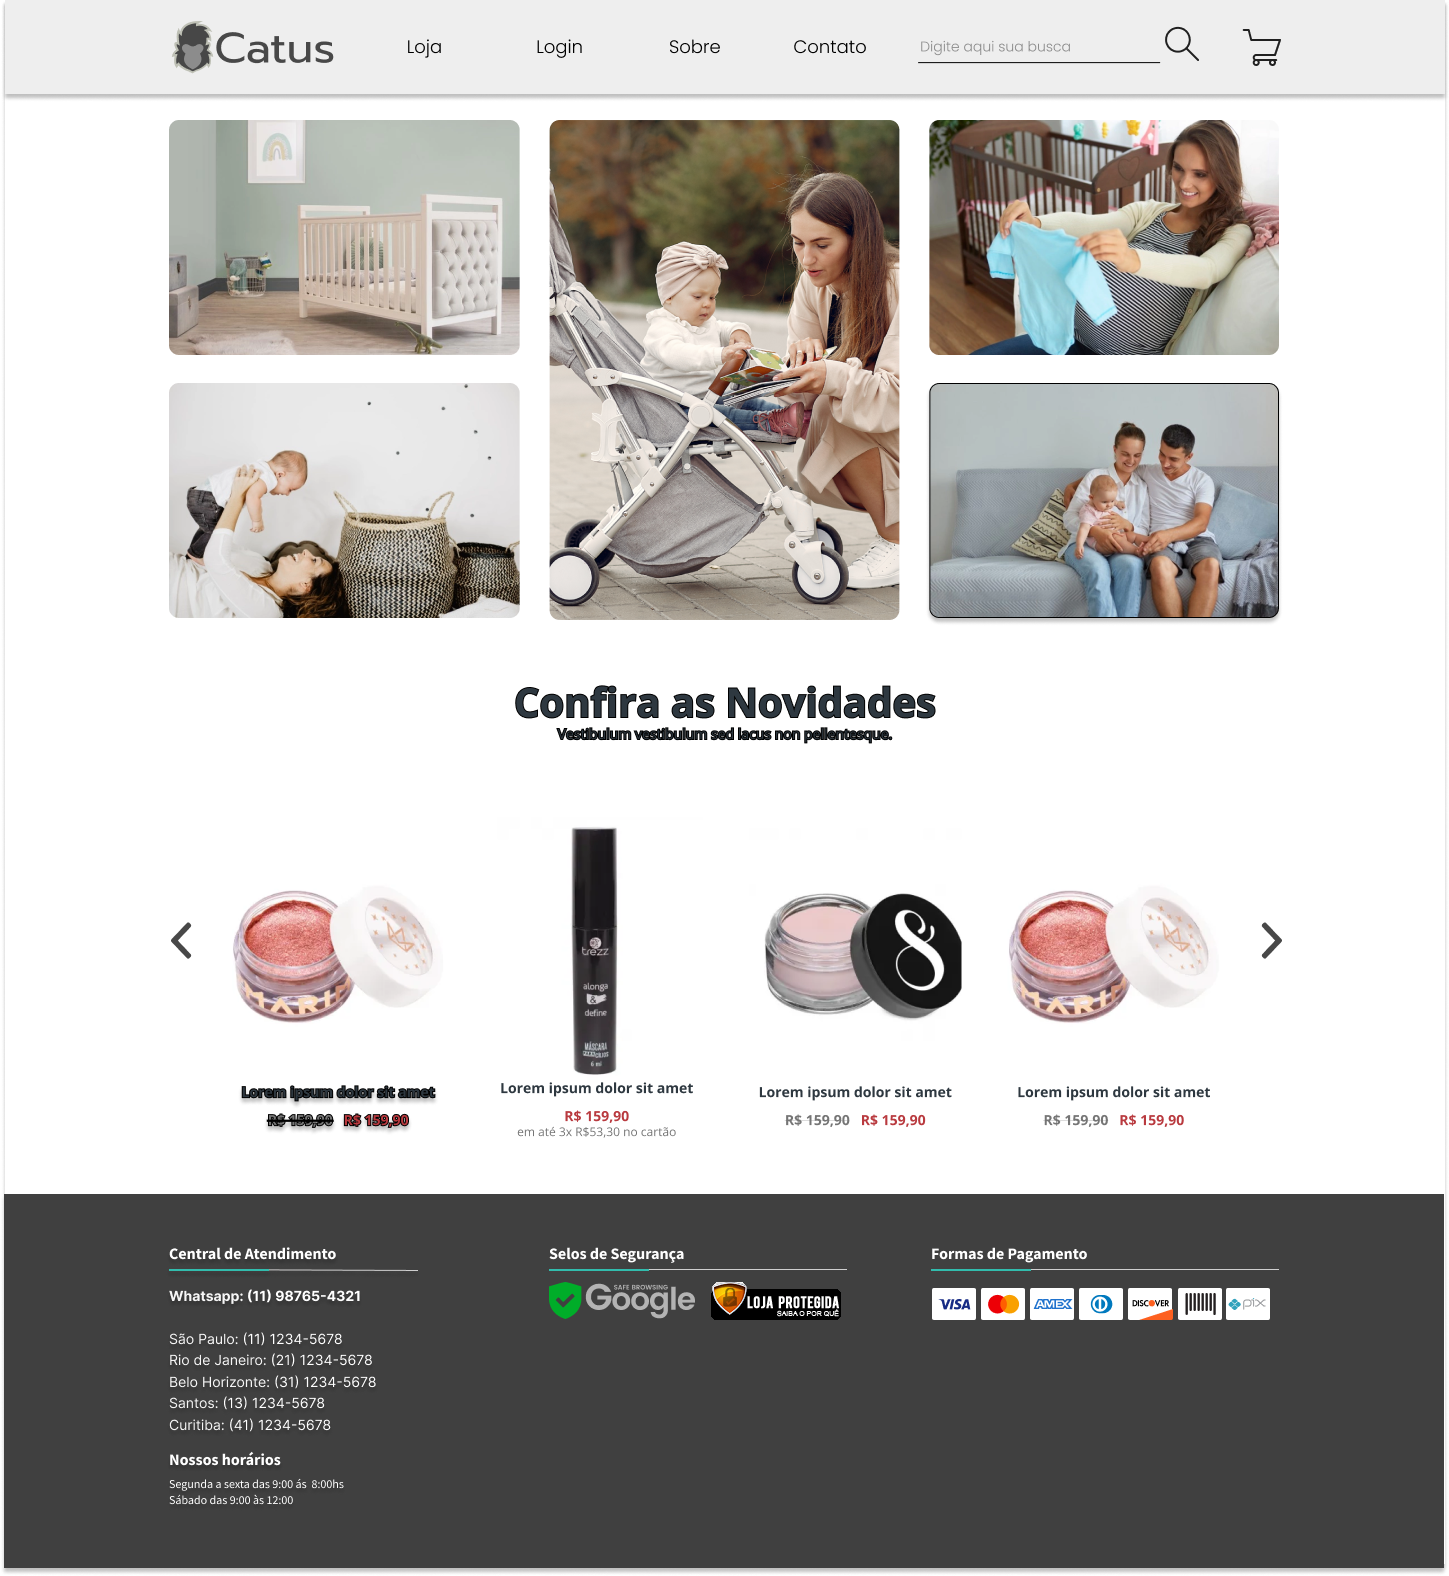 Catus
Loja
Login
Sobre
Contato
Digite aqui sua busca
Confira as Novidades
Vestibulum vestibulum sed lacus non pellentesque.
MARI
trezz
alonga
&
define
MÁSCARA
6 ml
8
MARI
Lorem ipsum dolor sit amet
R$ 159,90 R$ 159,90
Lorem ipsum dolor sit amet
R$ 159,90
em até 3x R$53,30 no cartão
Lorem ipsum dolor sit amet
R$ 159,90 R$ 159,90
Lorem ipsum dolor sit amet
R$ 159,90 R$ 159,90
Central de Atendimento
Whatsapp: (11) 98765-4321
São Paulo: (11) 1234-5678
Rio de Janeiro: (21) 1234-5678
Belo Horizonte: (31) 1234-5678
Santos: (13) 1234-5678
Curitiba: (41) 1234-5678
Nossos horários
Segunda a sexta das 9:00 ás 8:00hs
Sábado das 9:00 às 12:00
Selos de Segurança
SAFE BROWSING
Google
LOJA PROTEGIDA
SAIBA O POR QUÊ
Formas de Pagamento
VISA
AMEX
DISCOVER
pix